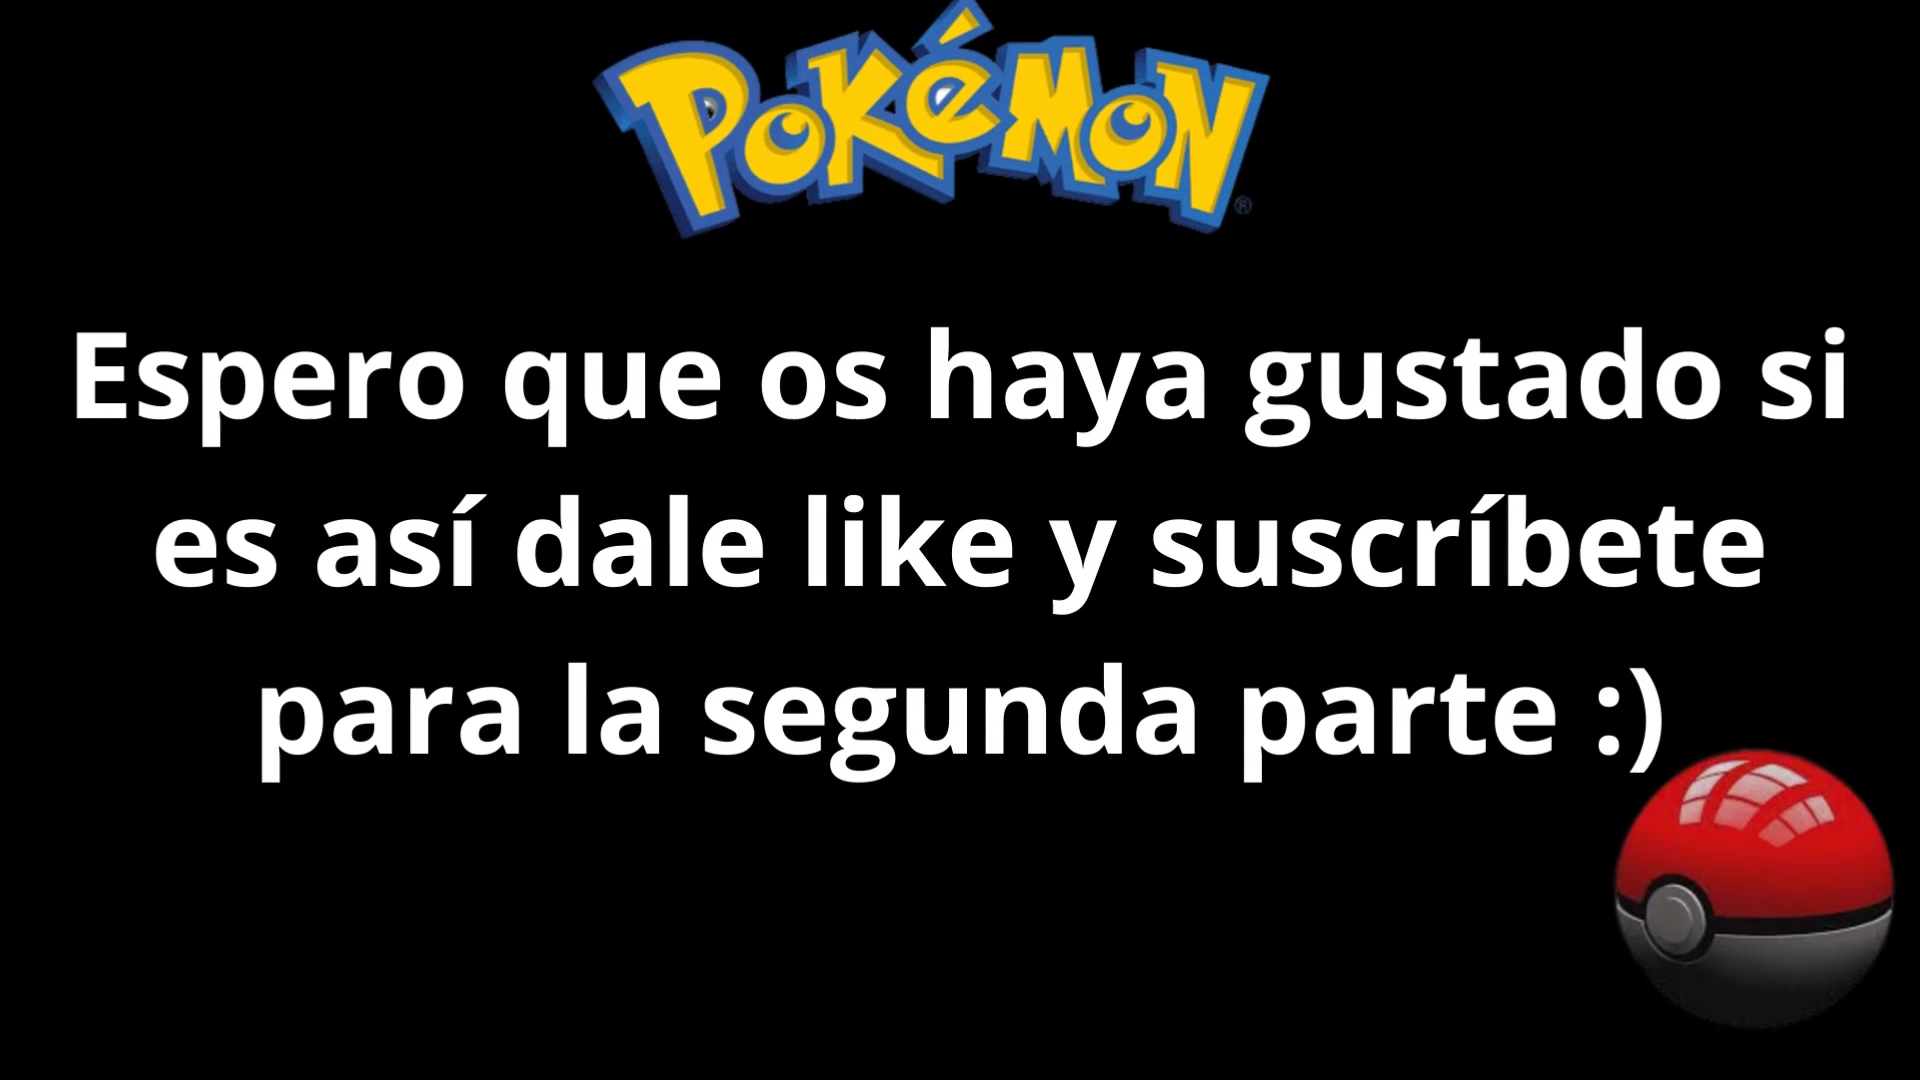 POKéMON
®
Espero que os haya gustado si
es así dale like y suscríbete
para la segunda parte :)